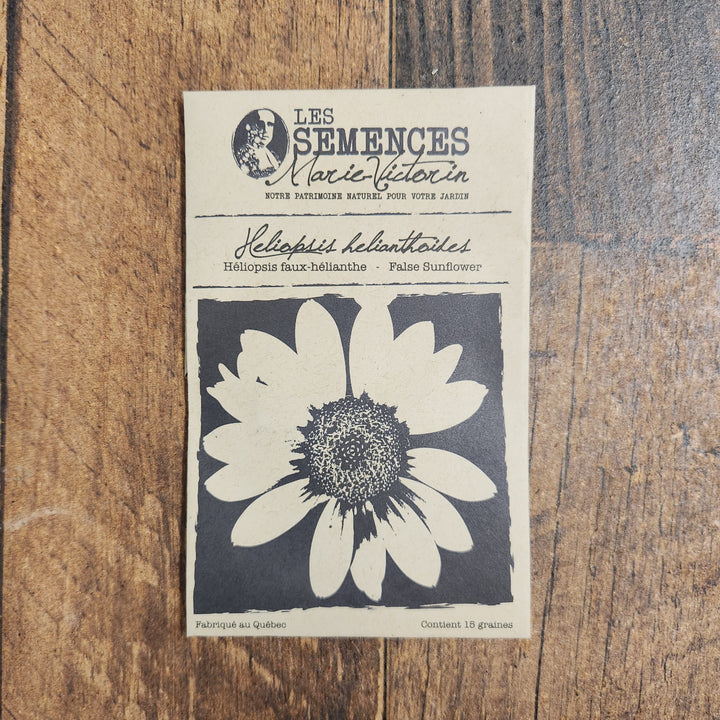 LES
SEMENCES
Marie-Victorin
NOTRE PATRIMOINE NATUREL POUR VOTRE JARDIN
Heliopsis helianthoides
Héliopsis faux-hélianthe - False Sunflower
Fabriqué au Québec
Contient 15 graines